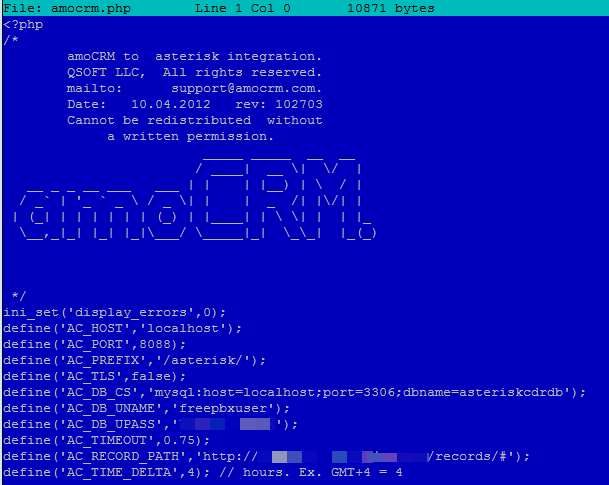 File: amocrm.php Line 1 Col 0 10871 bytes
<?php
/*
amoCRM to asterisk integration.
QSOFT LLC, All rights reserved.
mailto: support@amocrm.com.
Date: 10.04.2012 rev: 102703
Cannot be redistributed without
a written permission.
amoCRM.
*/
ini_set('display_errors',0);
define('AC_HOST','localhost');
define('AC_PORT',8088);
define('AC_PREFIX','/asterisk/');
define('AC_TLS',false);
define('AC_DB_CS','mysql:host=localhost;port=3306;dbname=asteriskcdrdb');
define('AC_DB_UNAME','freepbxuser');
define('AC_DB_UPASS','');
define('AC_TIMEOUT',0.75);
define('AC_RECORD_PATH','http:///records/#');
define('AC_TIME_DELTA',4); // hours. Ex. GMT+4 = 4